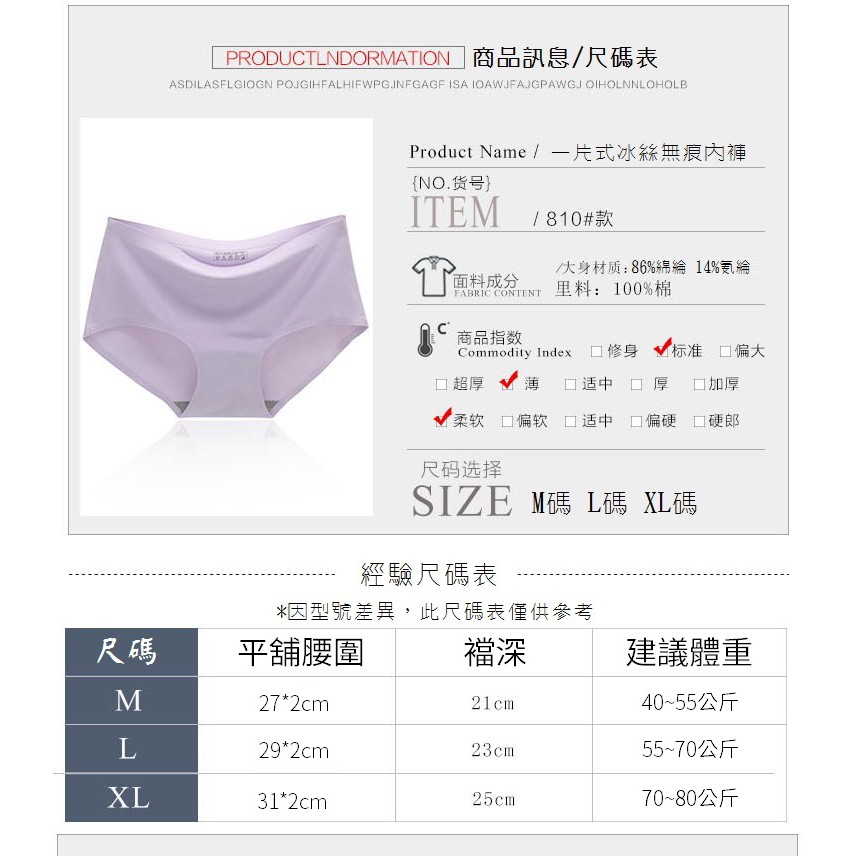 PRODUCTLNDORMATION 商品訊息/尺碼表
ASDILASFLGIOGN POJGIHFALHIFWPGJNFGAGF ISA IOAWJFAJGPAWGJ OIHOLNNLOHOLB
Product Name / 一片式冰絲無痕內褲
{NO.货号}
ITEM / 810#款
面料成分 /大身材质:86%綿綸 14%氨綸
FABRIC CONTENT 里料: 100%棉
C° 商品指数
Commodity Index 修身 标准 偏大
超厚 薄 适中 厚 加厚
柔软 偏软 适中 偏硬 硬郎
尺码选择
SIZE M碼 L碼 XL碼
經驗尺碼表
*因型號差異,此尺碼表僅供參考
尺碼 平舖腰圍 襠深 建議體重
M 27*2cm 21cm 40~55公斤
L 29*2cm 23cm 55~70公斤
XL 31*2cm 25cm 70~80公斤